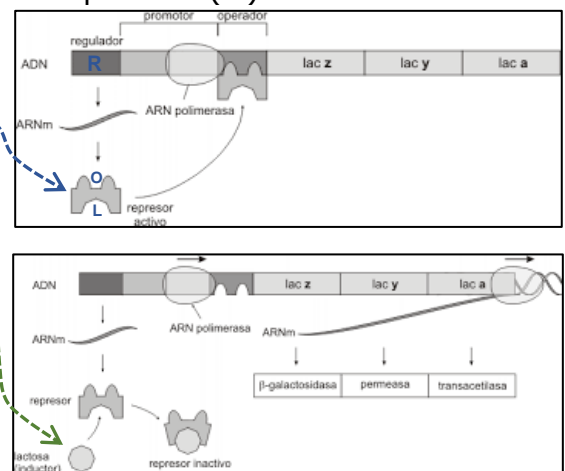 promotor
operador
regulador
ADN
R
lac z
lac y
lac a
ARN polimerasa
ARNm
O
L
represor
activo
ADN
lac z
lac y
lac a
ARN polimerasa
ARNm
ARNm
β-galactosidasa
permeasa
transacetilasa
represor
lactosa
(inductor)
represor inactivo